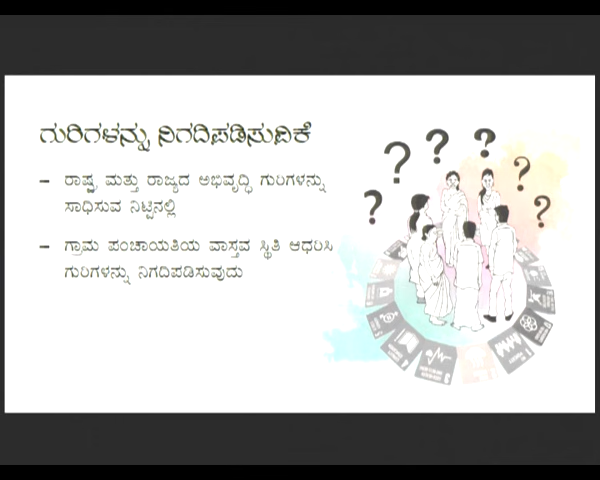 ಗುರಿಗಳನ್ನು ನಿಗದಿಪಡಿಸುವಿಕೆ
– ರಾಷ್ಟ್ರ ಮತ್ತು ರಾಜ್ಯದ ಅಭಿವೃದ್ಧಿ ಗುರಿಗಳನ್ನು
ಸಾಧಿಸುವ ನಿಟ್ಟಿನಲ್ಲಿ
– ಗ್ರಾಮ ಪಂಚಾಯತಿಯ ವಾಸ್ತವ ಸ್ಥಿತಿ ಆಧರಿಸಿ
ಗುರಿಗಳನ್ನು ನಿಗದಿಪಡಿಸುವುದು
? ? ? ? ? ?